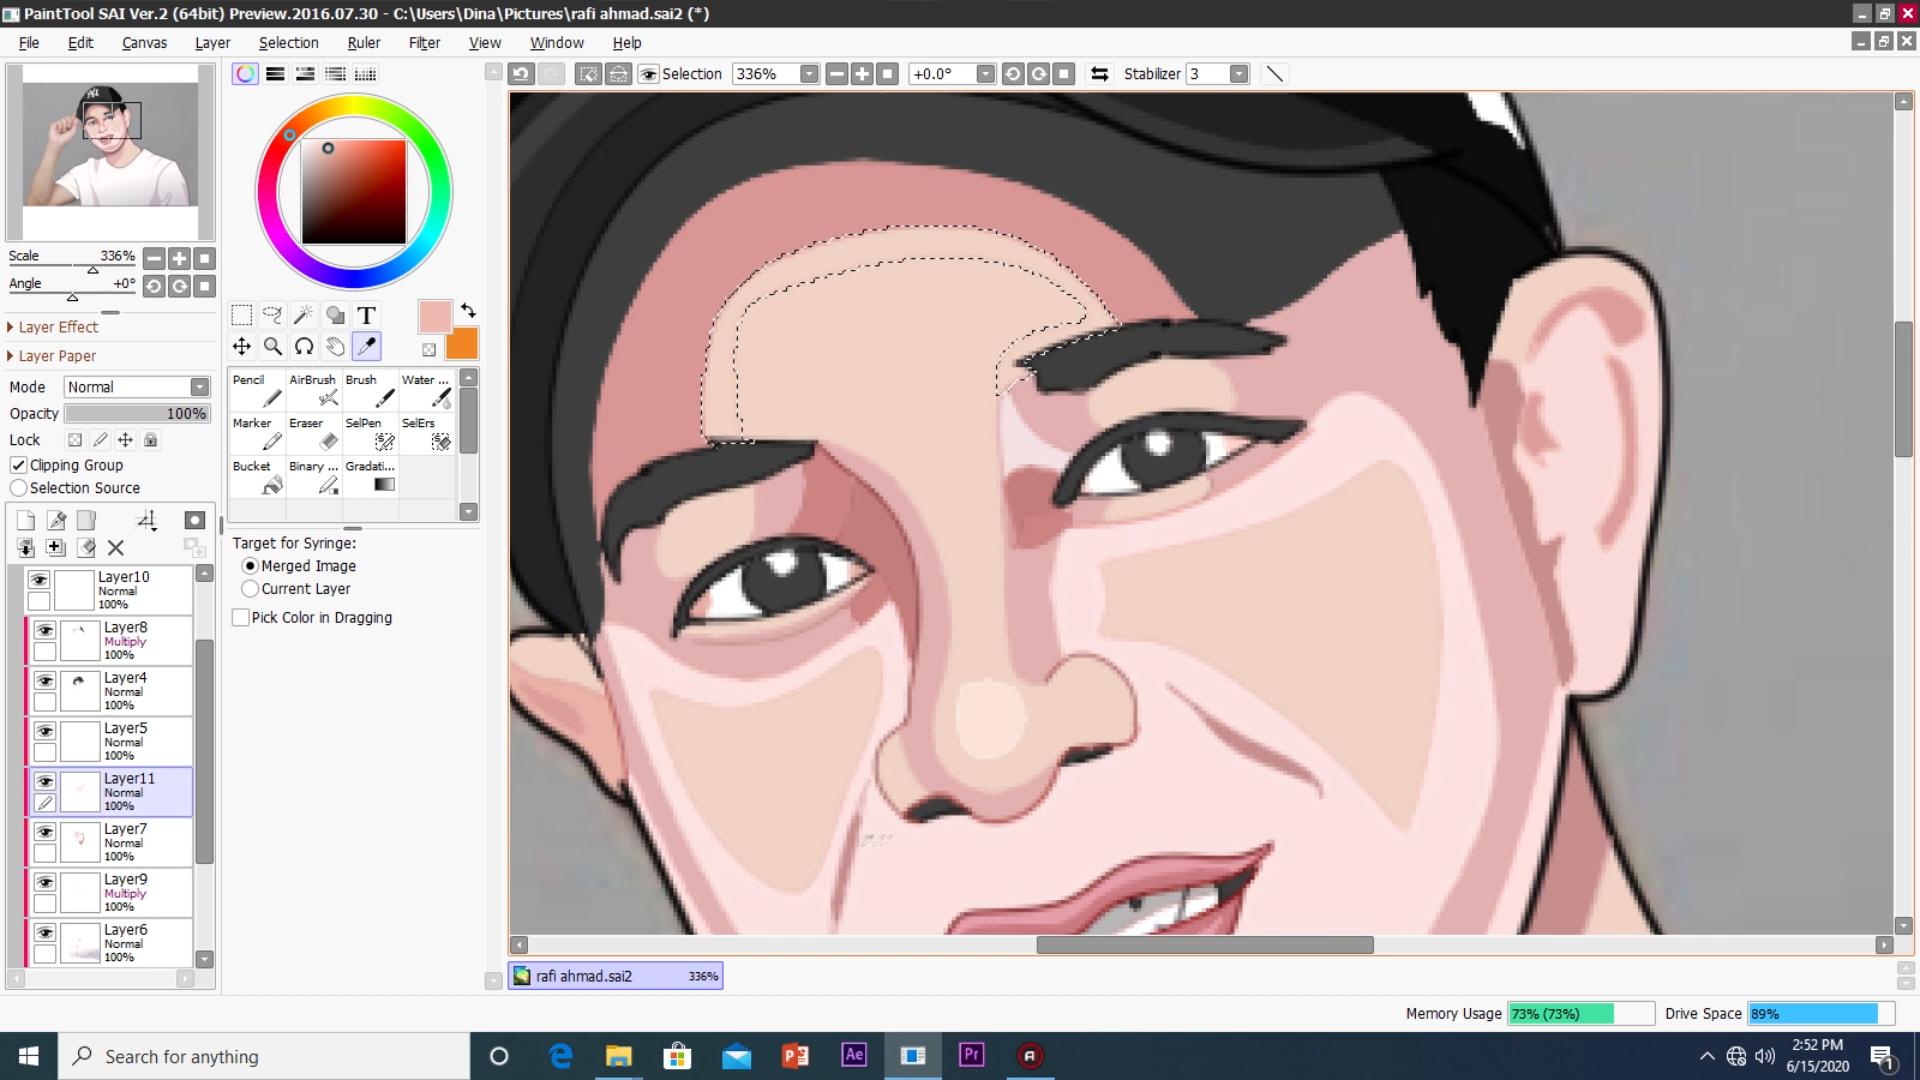 PaintTool SAI Ver.2 (64bit) Preview.2016.07.30 - C:\Users\Dina\Pictures\rafi ahmad.sai2 (*)
File Edit Canvas Layer Selection Ruler Filter View Window Help
Selection 336% +0.0° Stabilizer 3
Scale 336%
Angle +0°
Layer Effect
Layer Paper
Mode Normal
Opacity 100%
Lock
Clipping Group
Selection Source
Layer10
Normal
100%
Layer8
Multiply
100%
Layer4
Normal
100%
Layer5
Normal
100%
Layer11
Normal
100%
Layer7
Normal
100%
Layer9
Multiply
100%
Layer6
Normal
100%
T
Pencil AirBrush Brush Water ...
Marker Eraser SelPen SelErs
Bucket Binary ... Gradati...
Target for Syringe:
Merged Image
Current Layer
Pick Color in Dragging
rafi ahmad.sai2 336%
Memory Usage 73% (73%) Drive Space 89%
Search for anything
Ae
Pr
2:52 PM
6/15/2020
1